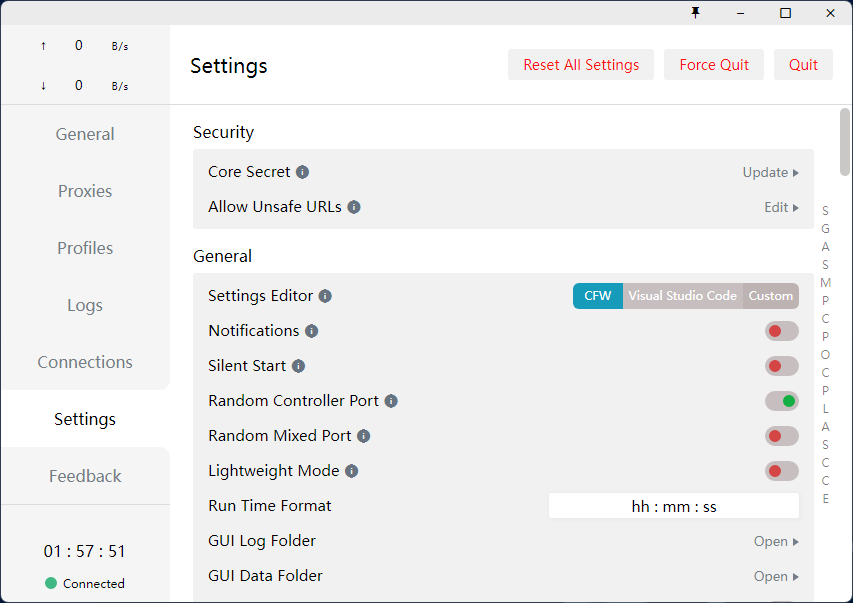 ↑ 0 B/s
↓ 0 B/s
General
Proxies
Profiles
Logs
Connections
Settings
Feedback
01 : 57 : 51
Connected
Settings
Reset All Settings Force Quit Quit
Security
Core Secret Update
Allow Unsafe URLs Edit
General
Settings Editor CFW Visual Studio Code Custom
Notifications
Silent Start
Random Controller Port
Random Mixed Port
Lightweight Mode
Run Time Format hh : mm : ss
GUI Log Folder Open
GUI Data Folder Open
S
G
A
S
M
P
C
P
O
C
P
L
A
S
C
C
E